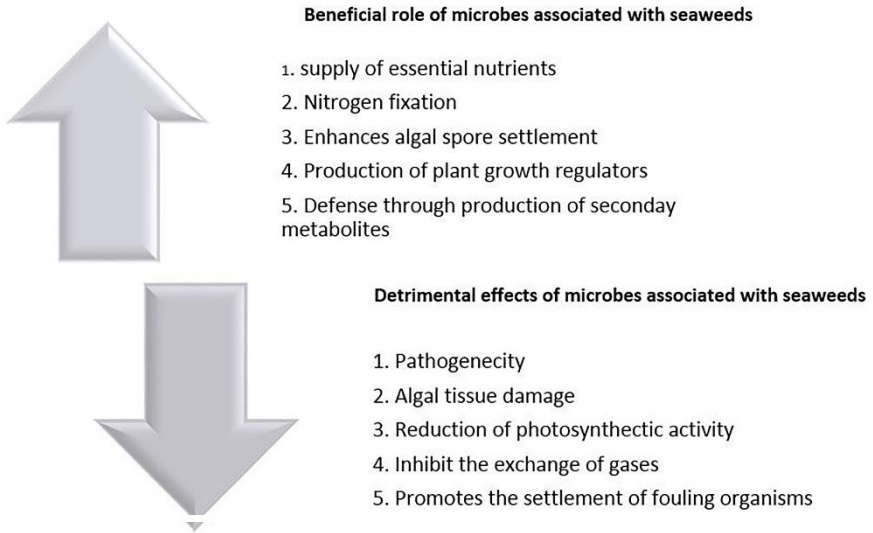 Beneficial role of microbes associated with seaweeds
1. supply of essential nutrients
2. Nitrogen fixation
3. Enhances algal spore settlement
4. Production of plant growth regulators
5. Defense through production of seconday
metabolites
Detrimental effects of microbes associated with seaweeds
1. Pathogenecity
2. Algal tissue damage
3. Reduction of photosynthectic activity
4. Inhibit the exchange of gases
5. Promotes the settlement of fouling organisms